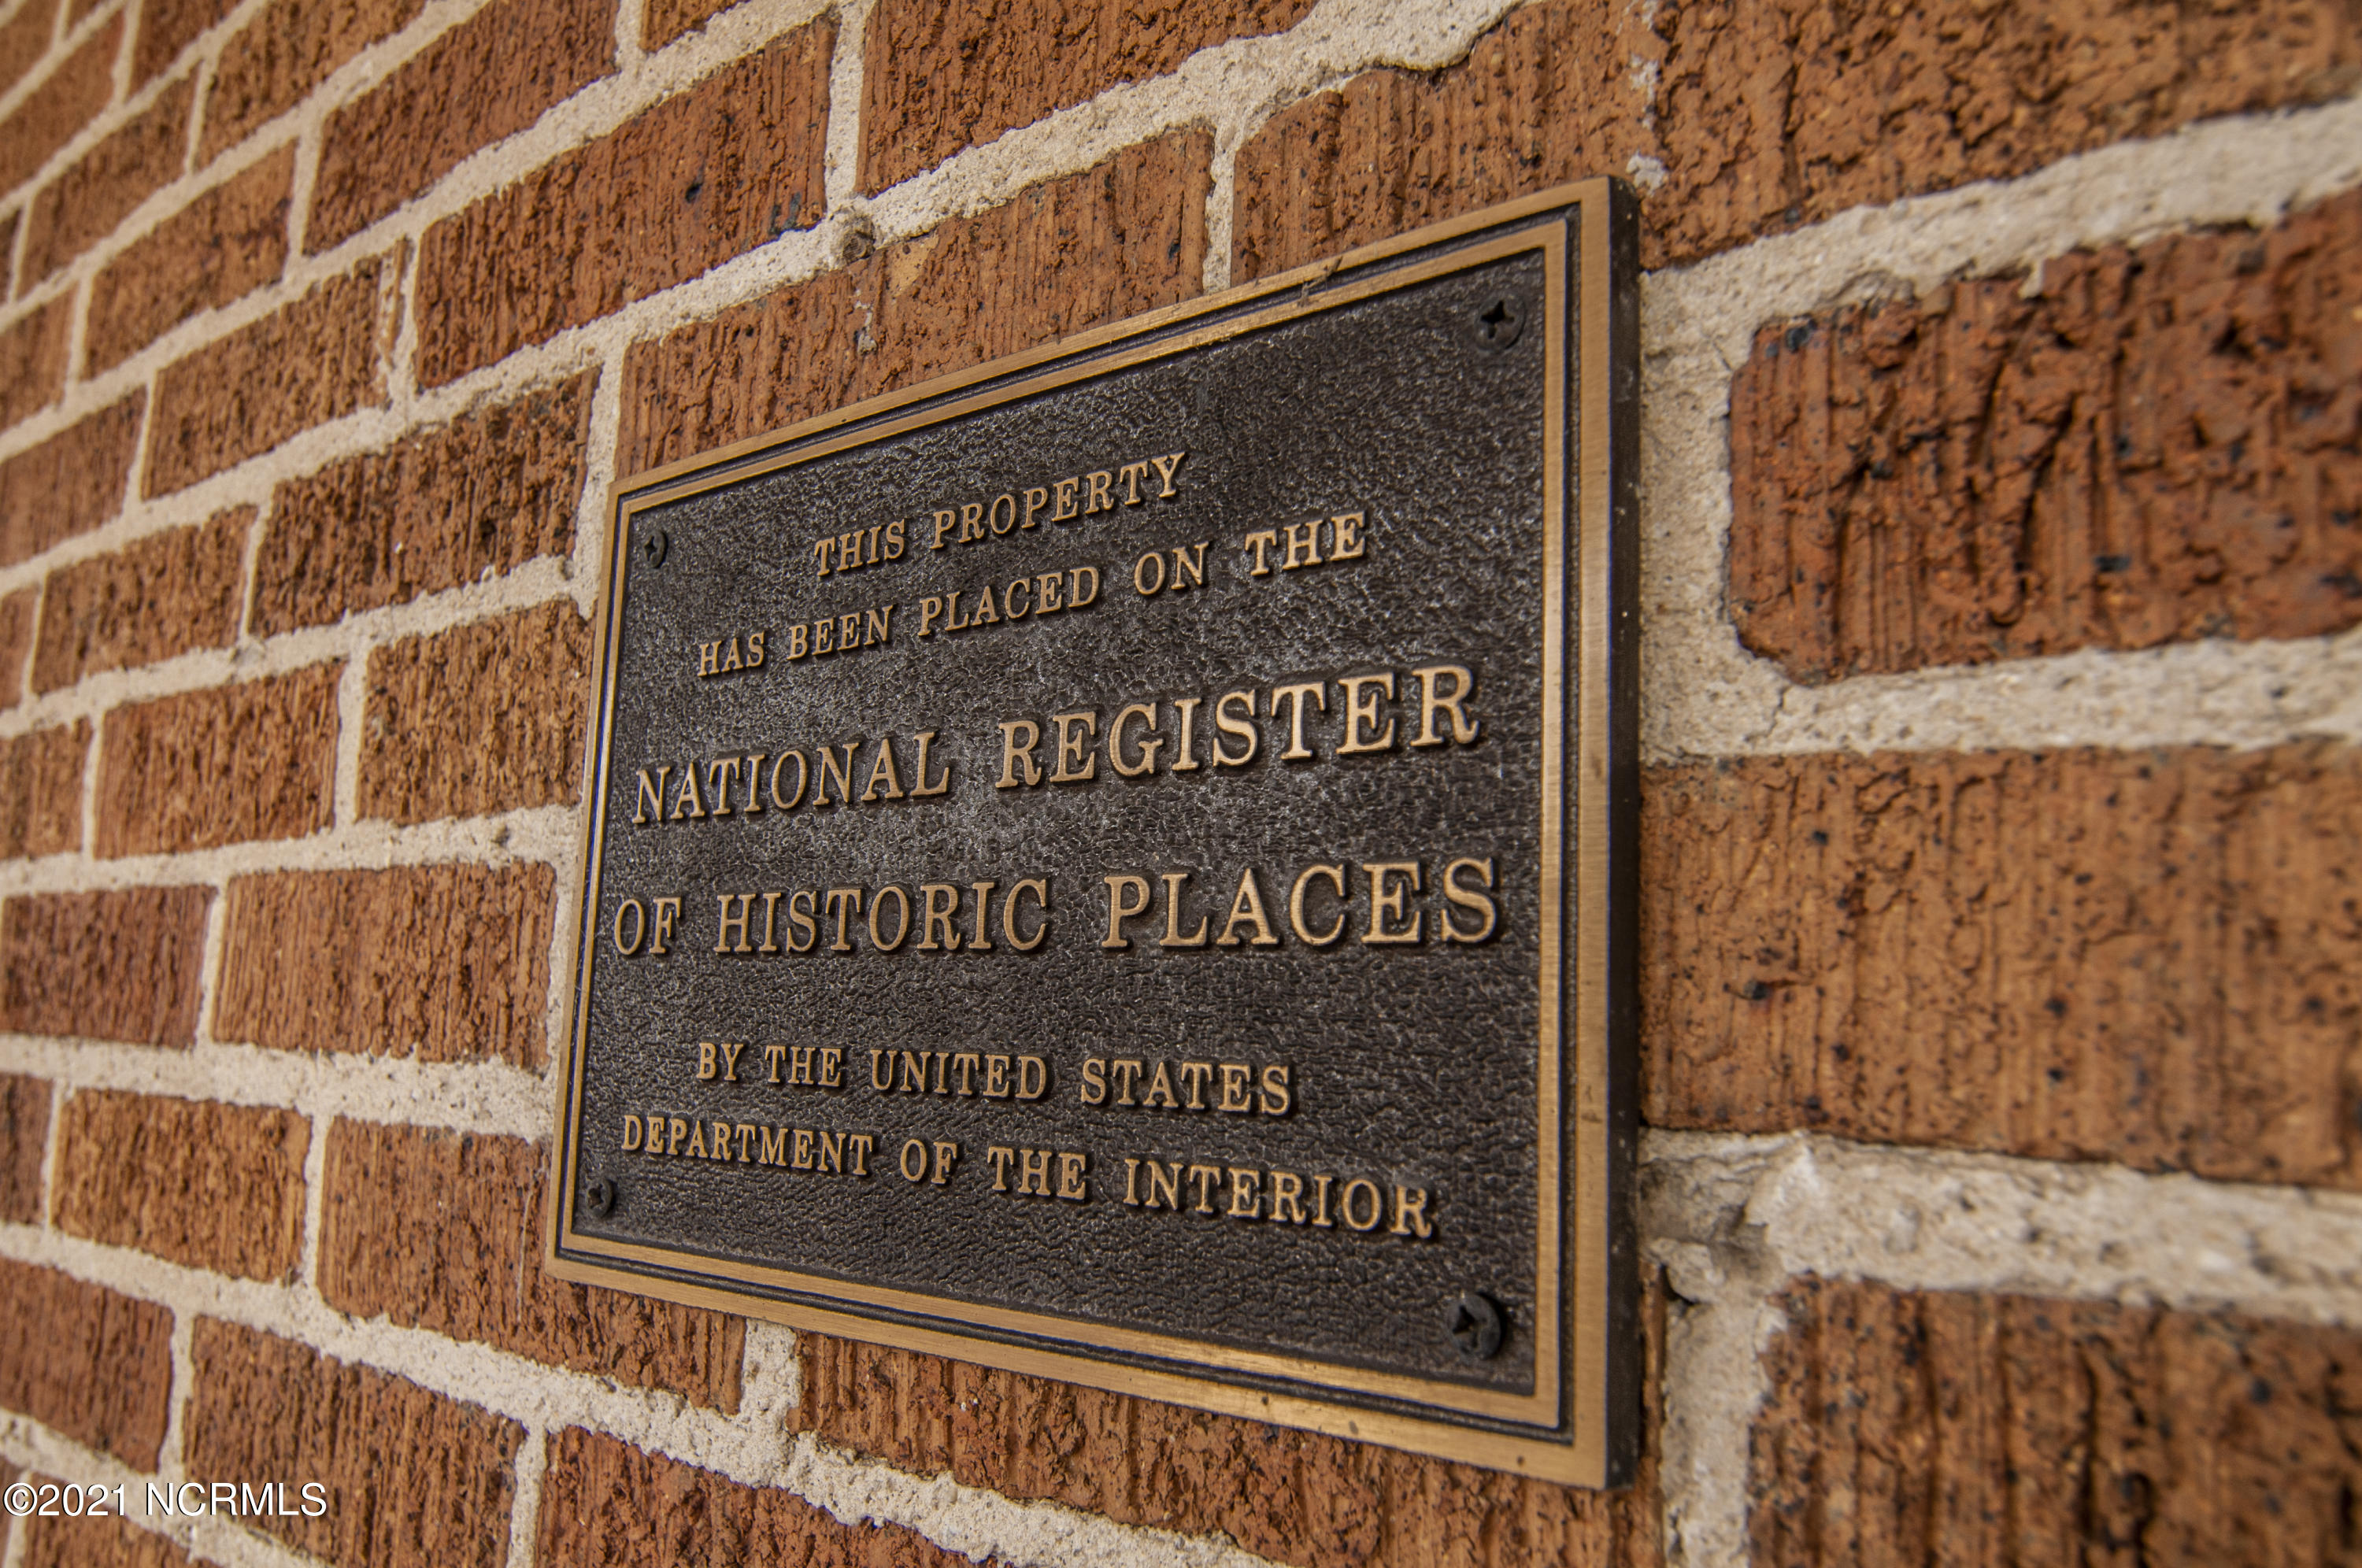 THIS PROPERTY
HAS BEEN PLACED ON THE
NATIONAL REGISTER
OF HISTORIC PLACES
BY THE UNITED STATES
DEPARTMENT OF THE INTERIOR
©2021 NCRMLS